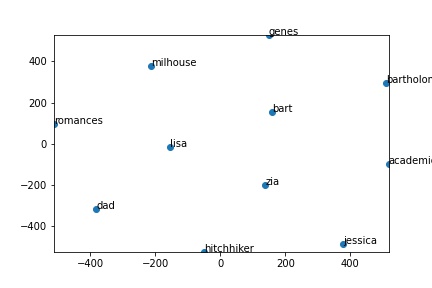 genes
400
milhouse
bartholon
200
bart
romances
0
lisa
academic
−200
zia
dad
−400
jessica
hitchhiker
−400
−200
0
200
400